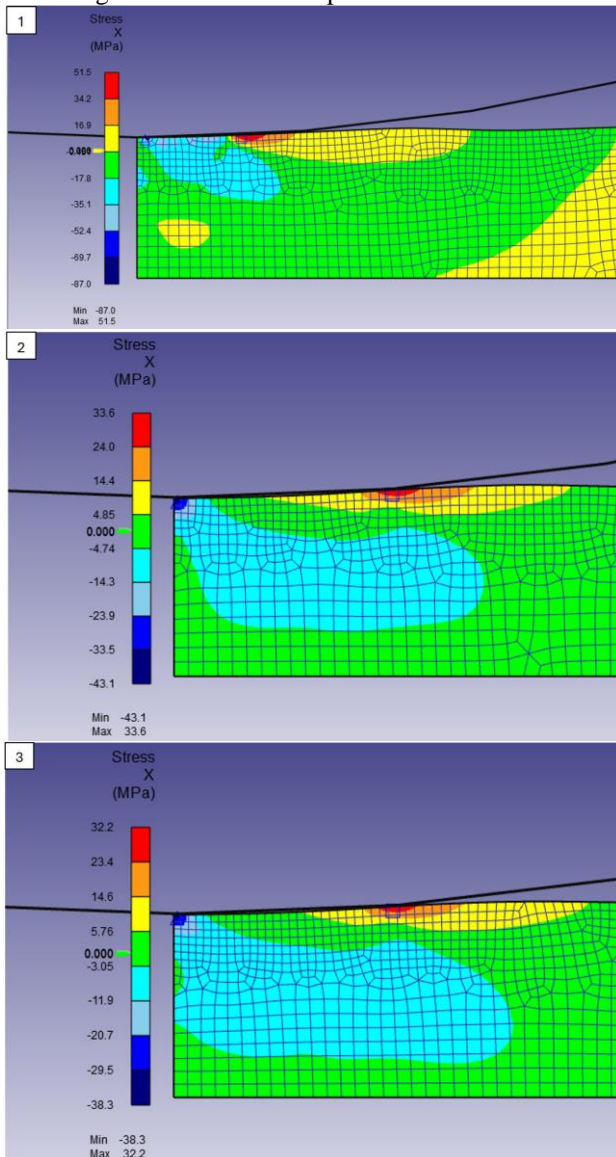 1
Stress
X
(MPa)
51.5
34.2
16.9
-0.000
-17.8
-35.1
-52.4
-69.7
-87.0
Min -87.0
Max 51.5
2
Stress
X
(MPa)
33.6
24.0
14.4
4.85
0.000
-4.74
-14.3
-23.9
-33.5
-43.1
Min -43.1
Max 33.6
3
Stress
X
(MPa)
32.2
23.4
14.6
5.76
0.000
-3.05
-11.9
-20.7
-29.5
-38.3
Min -38.3
Max 32.2